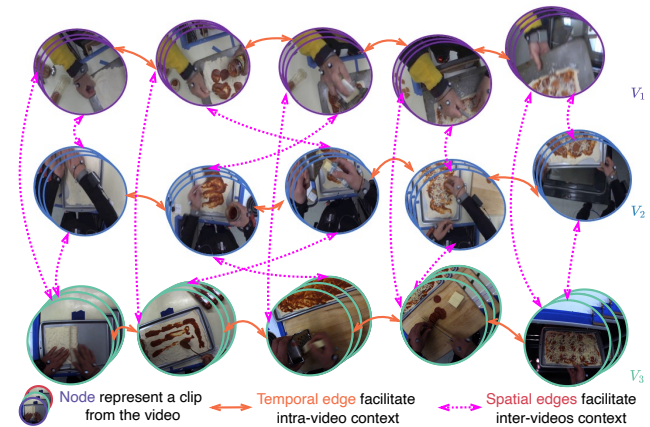 V1
V2
V3
Node represent a clip
from the video
Temporal edge facilitate
intra-video context
Spatial edges facilitate
inter-videos context